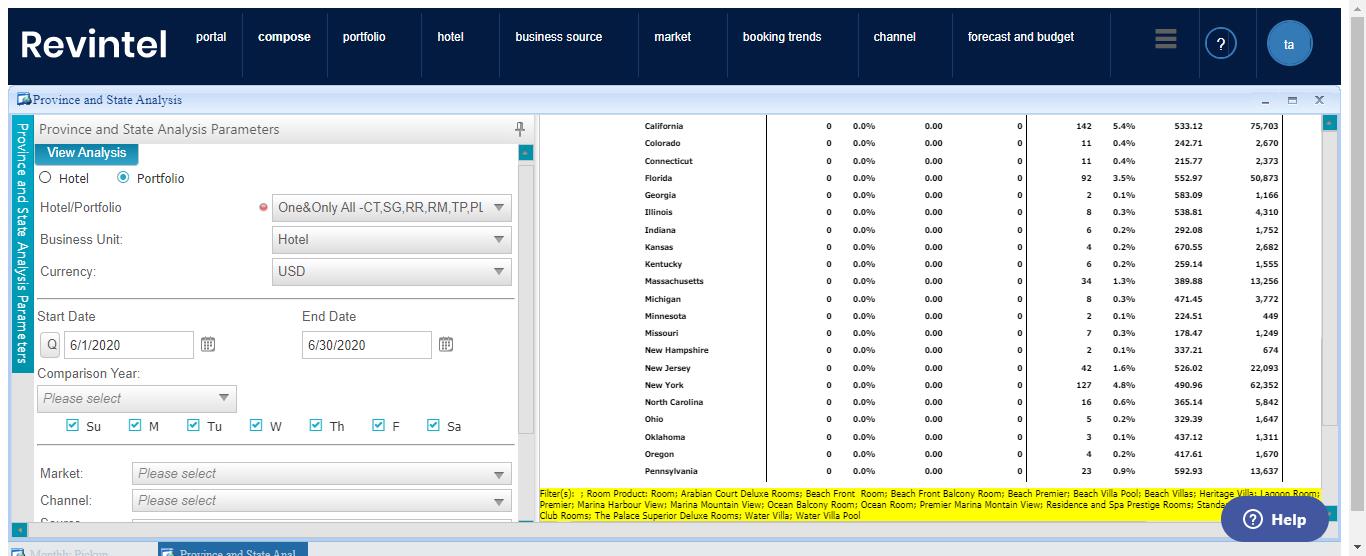 Revintel
portal
compose
portfolio
hotel
business source
market
booking trends
channel
forecast and budget
?
ta
Province and State Analysis
Province and State Analysis Parameters
Province and State Analysis Parameters
View Analysis
Hotel
Portfolio
Hotel/Portfolio
One&Only All -CT,SG,RR,RM,TP,PL
Business Unit:
Hotel
Currency:
USD
Start Date
End Date
Q
6/1/2020
6/30/2020
Comparison Year:
Please select
Su M Tu W Th F Sa
Market:
Please select
Channel:
Please select
California 0 0.0% 0.00 0 142 5.4% 533.12 75,703
Colorado 0 0.0% 0.00 0 11 0.4% 242.71 2,670
Connecticut 0 0.0% 0.00 0 11 0.4% 215.77 2,373
Florida 0 0.0% 0.00 0 92 3.5% 552.97 50,873
Georgia 0 0.0% 0.00 0 2 0.1% 583.09 1,166
Illinois 0 0.0% 0.00 0 8 0.3% 538.81 4,310
Indiana 0 0.0% 0.00 0 6 0.2% 292.08 1,752
Kansas 0 0.0% 0.00 0 4 0.2% 670.55 2,682
Kentucky 0 0.0% 0.00 0 6 0.2% 259.14 1,555
Massachusetts 0 0.0% 0.00 0 34 1.3% 389.88 13,256
Michigan 0 0.0% 0.00 0 8 0.3% 471.45 3,772
Minnesota 0 0.0% 0.00 0 2 0.1% 224.51 449
Missouri 0 0.0% 0.00 0 7 0.3% 178.47 1,249
New Hampshire 0 0.0% 0.00 0 2 0.1% 337.21 674
New Jersey 0 0.0% 0.00 0 42 1.6% 526.02 22,093
New York 0 0.0% 0.00 0 127 4.8% 490.96 62,352
North Carolina 0 0.0% 0.00 0 16 0.6% 365.14 5,842
Ohio 0 0.0% 0.00 0 5 0.2% 329.39 1,647
Oklahoma 0 0.0% 0.00 0 3 0.1% 437.12 1,311
Oregon 0 0.0% 0.00 0 4 0.2% 417.61 1,670
Pennsylvania 0 0.0% 0.00 0 23 0.9% 592.93 13,637
Filter(s): ; Room Product: Room; Arabian Court Deluxe Rooms; Beach Front Room; Beach Front Balcony Room; Beach Premier; Beach Villa Pool; Beach Villas; Heritage Villa; Lagoon Room;
Premier; Marina Harbour View; Marina Mountain View; Ocean Balcony Room; Ocean Room; Premier Marina Montain View; Residence and Spa Prestige Rooms;
Club Rooms; The Palace Superior Deluxe Rooms; Water Villa; Water Villa Pool
Help
Monthly Pickup
Province and State Anal